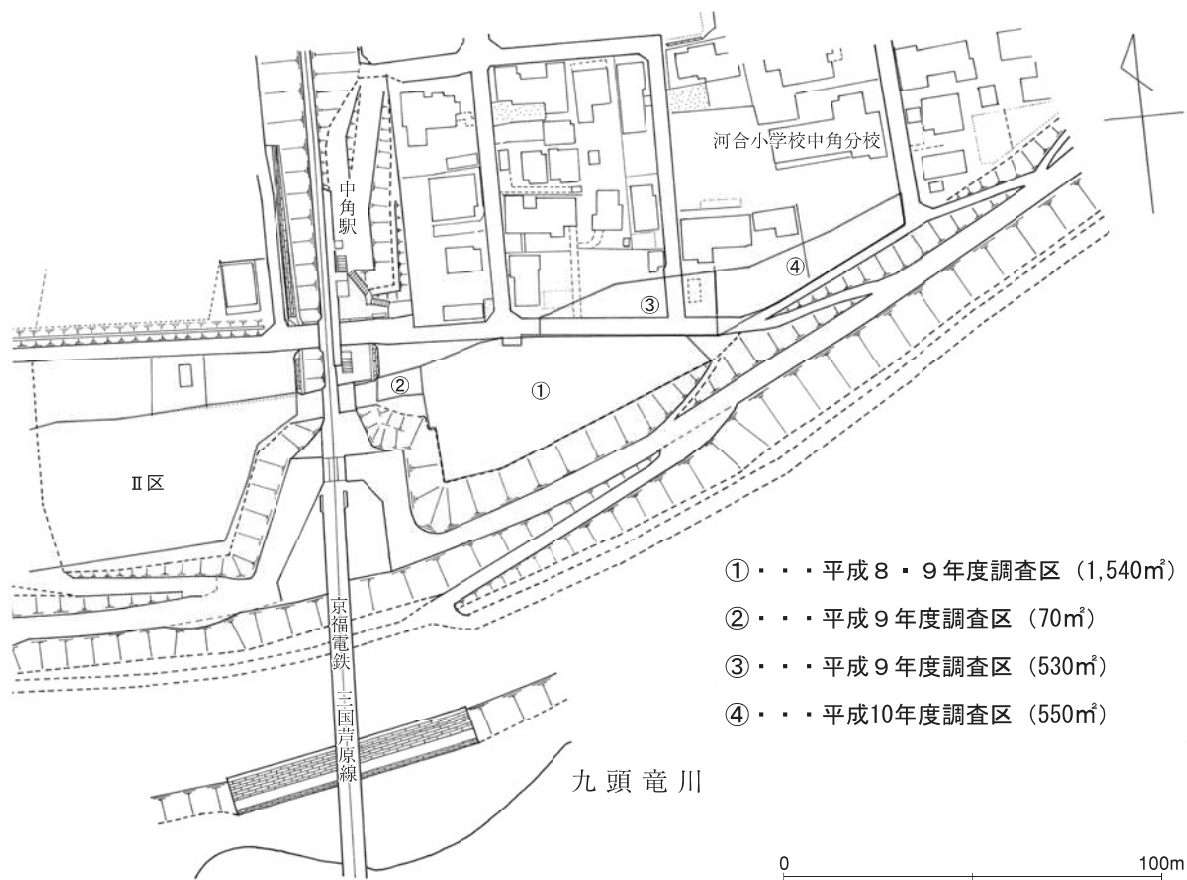 河合小学校中角分校
中角駅
④
③
②
①
Ⅱ区
①・・・平成８・９年度調査区（1,540㎡）
②・・・平成９年度調査区（70㎡）
③・・・平成９年度調査区（530㎡）
④・・・平成10年度調査区（550㎡）
京福電鉄 三国芦原線
九頭竜川
0 100m